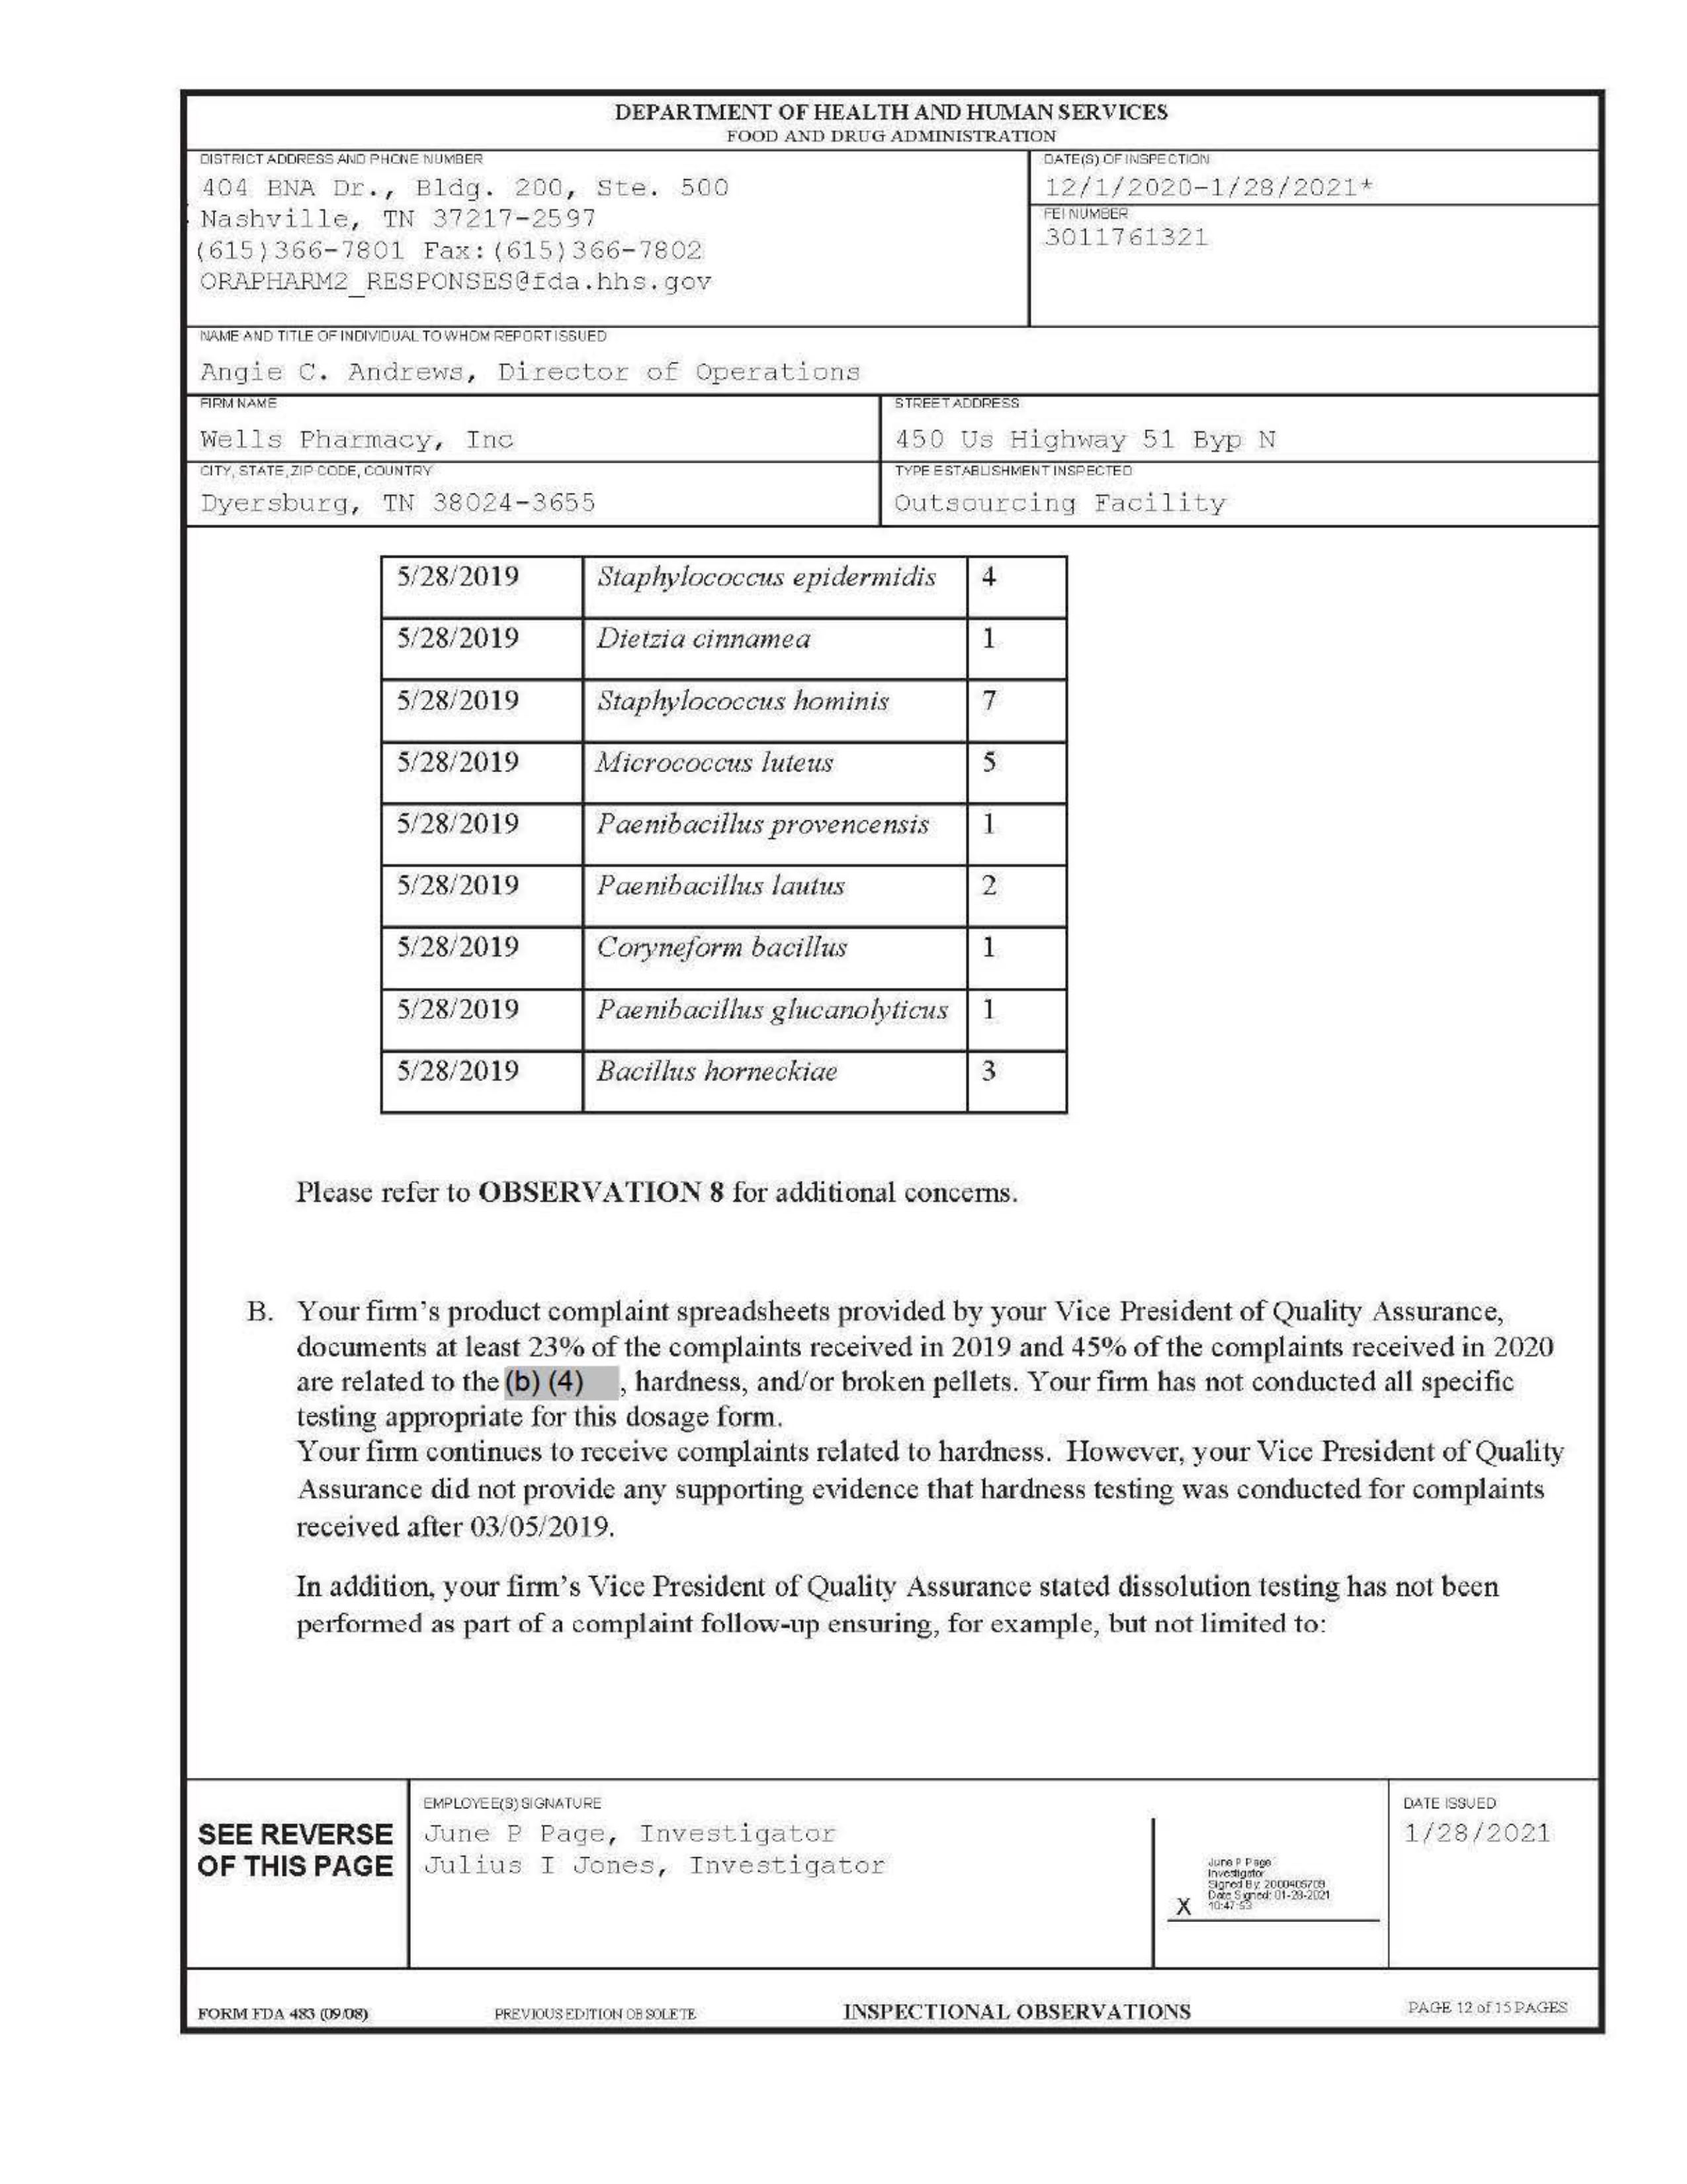 DEPARTMENT OF HEALTH AND HUMAN SERVICES
FOOD AND DRUG ADMINISTRATION
DISTRICT ADDRESS AND PHONE NUMBER
404 BNA Dr., Bldg. 200, Ste. 500
Nashville, TN 37217-2597
(615)366-7801 Fax:(615)366-7802
ORAPHARM2_RESPONSES@fda.hhs.gov
DATE(S) OF INSPECTION
12/1/2020-1/28/2021*
FEI NUMBER
3011761321
NAME AND TITLE OF INDIVIDUAL TO WHOM REPORT ISSUED
Angie C. Andrews, Director of Operations
FIRM NAME
Wells Pharmacy, Inc
STREET ADDRESS
450 Us Highway 51 Byp N
CITY, STATE, ZIP CODE, COUNTRY
Dyersburg, TN 38024-3655
TYPE ESTABLISHMENT INSPECTED
Outsourcing Facility
5/28/2019 Staphylococcus epidermidis 4
5/28/2019 Dietzia cinnamea 1
5/28/2019 Staphylococcus hominis 7
5/28/2019 Micrococcus luteus 5
5/28/2019 Paenibacillus provencensis 1
5/28/2019 Paenibacillus lautus 2
5/28/2019 Coryneform bacillus 1
5/28/2019 Paenibacillus glucanolyticus 1
5/28/2019 Bacillus horneckiae 3
Please refer to OBSERVATION 8 for additional concerns.
B. Your firm's product complaint spreadsheets provided by your Vice President of Quality Assurance,
documents at least 23% of the complaints received in 2019 and 45% of the complaints received in 2020
are related to the (b) (4) , hardness, and/or broken pellets. Your firm has not conducted all specific
testing appropriate for this dosage form.
Your firm continues to receive complaints related to hardness. However, your Vice President of Quality
Assurance did not provide any supporting evidence that hardness testing was conducted for complaints
received after 03/05/2019.
In addition, your firm's Vice President of Quality Assurance stated dissolution testing has not been
performed as part of a complaint follow-up ensuring, for example, but not limited to:
SEE REVERSE
OF THIS PAGE
EMPLOYEE(S) SIGNATURE
June P Page, Investigator
Julius I Jones, Investigator
June P Page
Investigator
Signed By: 2000405709
Date Signed: 01-28-2021
10:47:53
X
DATE ISSUED
1/28/2021
FORM FDA 483 (09/08)
PREVIOUS EDITION OBSOLETE
INSPECTIONAL OBSERVATIONS
PAGE 12 of 15 PAGES